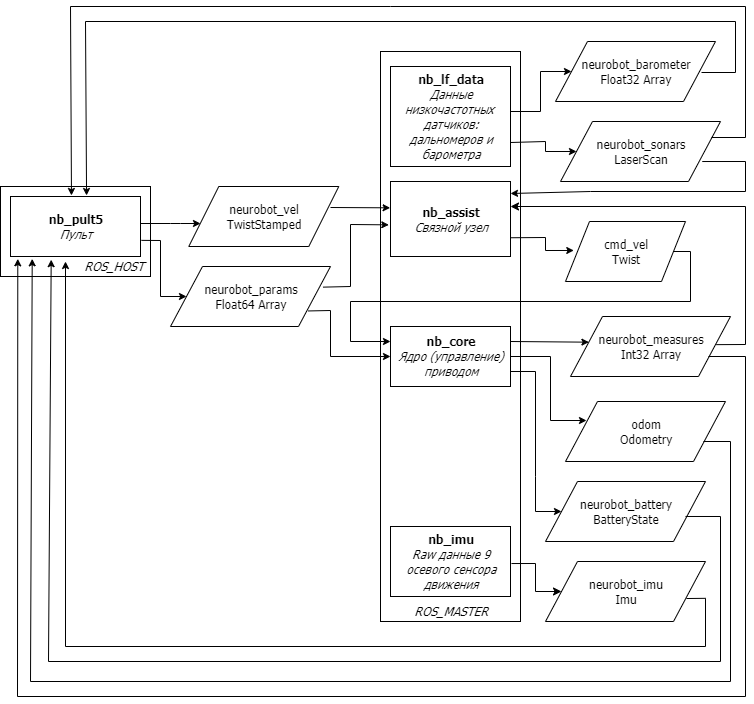 nb_pult5
Пульт
ROS_HOST
neurobot_vel
TwistStamped
neurobot_params
Float64 Array
nb_lf_data
Данные
низкочастотных
датчиков:
дальномеров и
барометра
nb_assist
Связной узел
nb_core
Ядро (управление)
приводом
nb_imu
Raw данные 9
осевого сенсора
движения
ROS_MASTER
neurobot_barometer
Float32 Array
neurobot_sonars
LaserScan
cmd_vel
Twist
neurobot_measures
Int32 Array
odom
Odometry
neurobot_battery
BatteryState
neurobot_imu
Imu